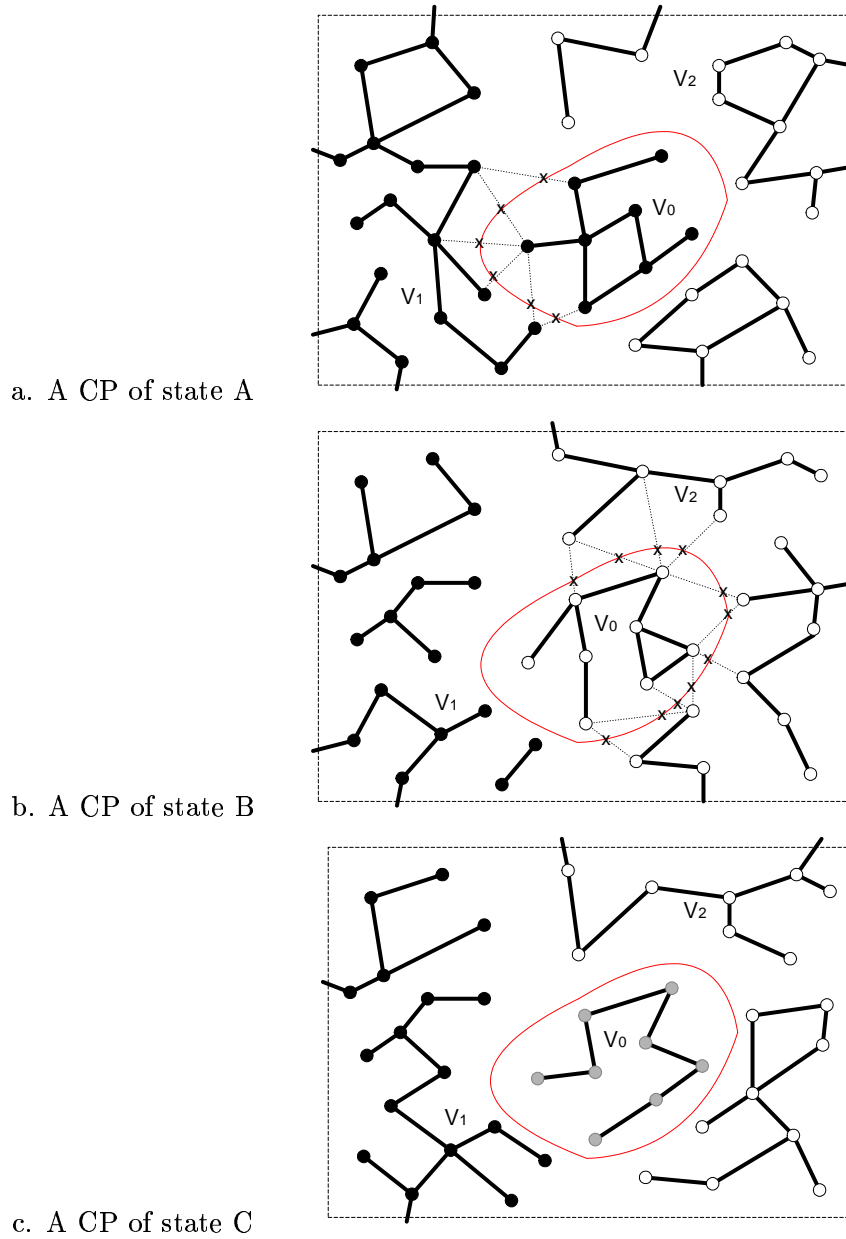 V2
V0
V1
x
x
x
x
x
x
a. A CP of state A
V2
x
x
x
x
x
x
V0
x
x
x
x
x
V1
b. A CP of state B
V2
V0
V1
c. A CP of state C